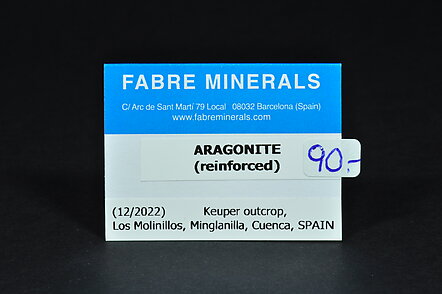 FABRE MINERALS
C/ Arc de Sant Martí 79 Local 08032 Barcelona (Spain)
www.fabreminerals.com
ARAGONITE
(reinforced)
90.-
(12/2022) Keuper outcrop,
Los Molinillos, Minglanilla, Cuenca, SPAIN